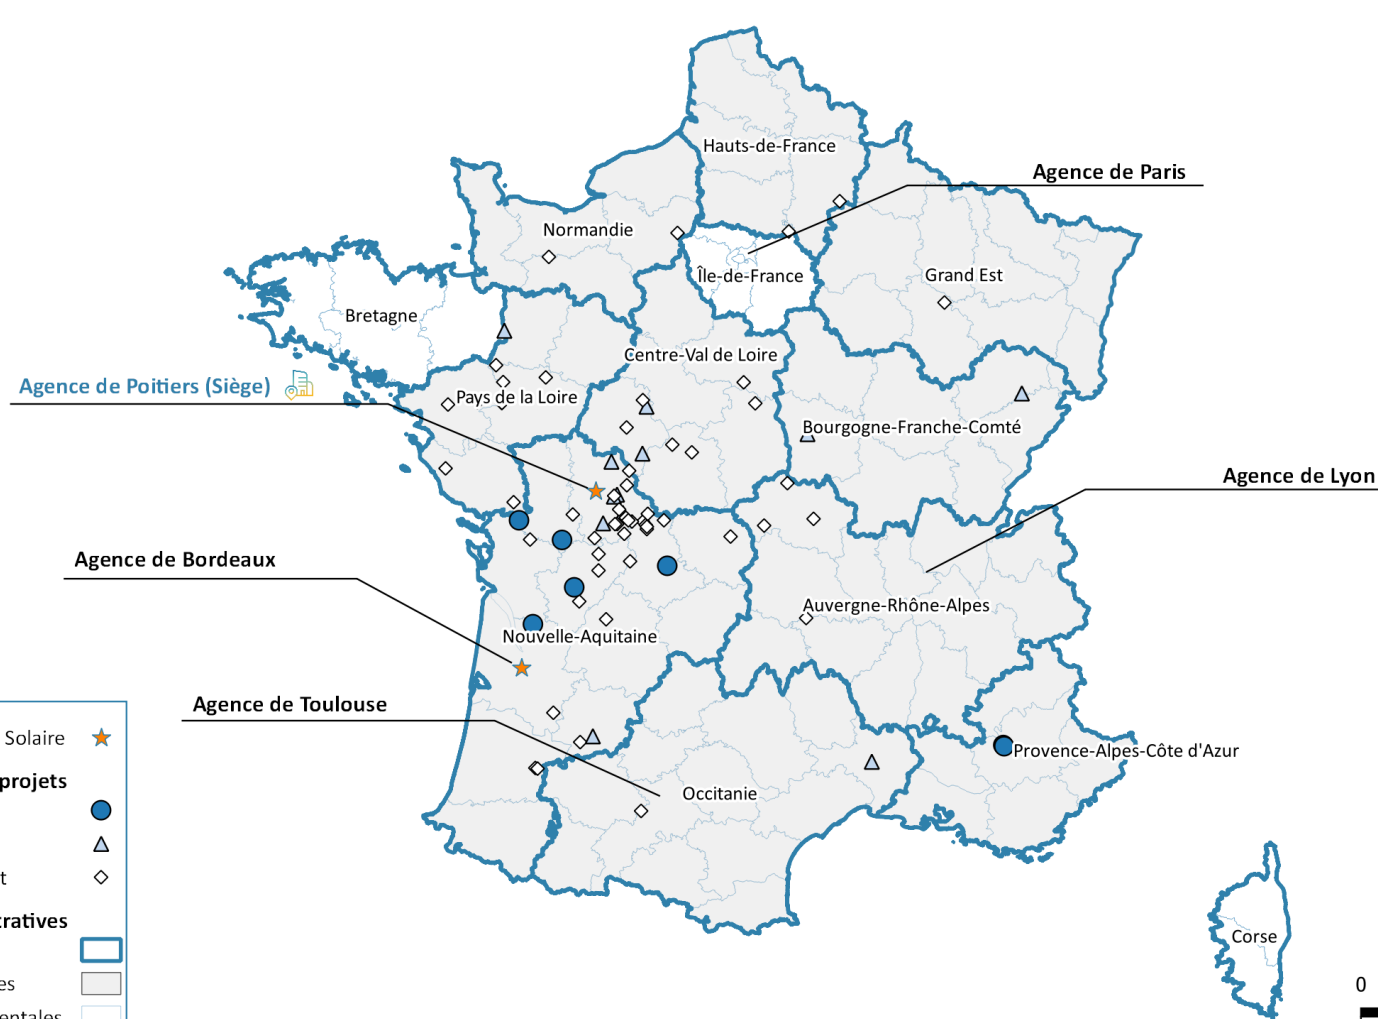 Hauts-de-France
Agence de Paris
Normandie
Île-de-France
Grand Est
Bretagne
Centre-Val de Loire
Agence de Poitiers (Siège)
Pays de la Loire
Bourgogne-Franche-Comté
Agence de Lyon
Agence de Bordeaux
Auvergne-Rhône-Alpes
Nouvelle-Aquitaine
Agence de Toulouse
Solaire
Provence-Alpes-Côte d'Azur
projets
Occitanie
t
tratives
Corse
es
entales
0